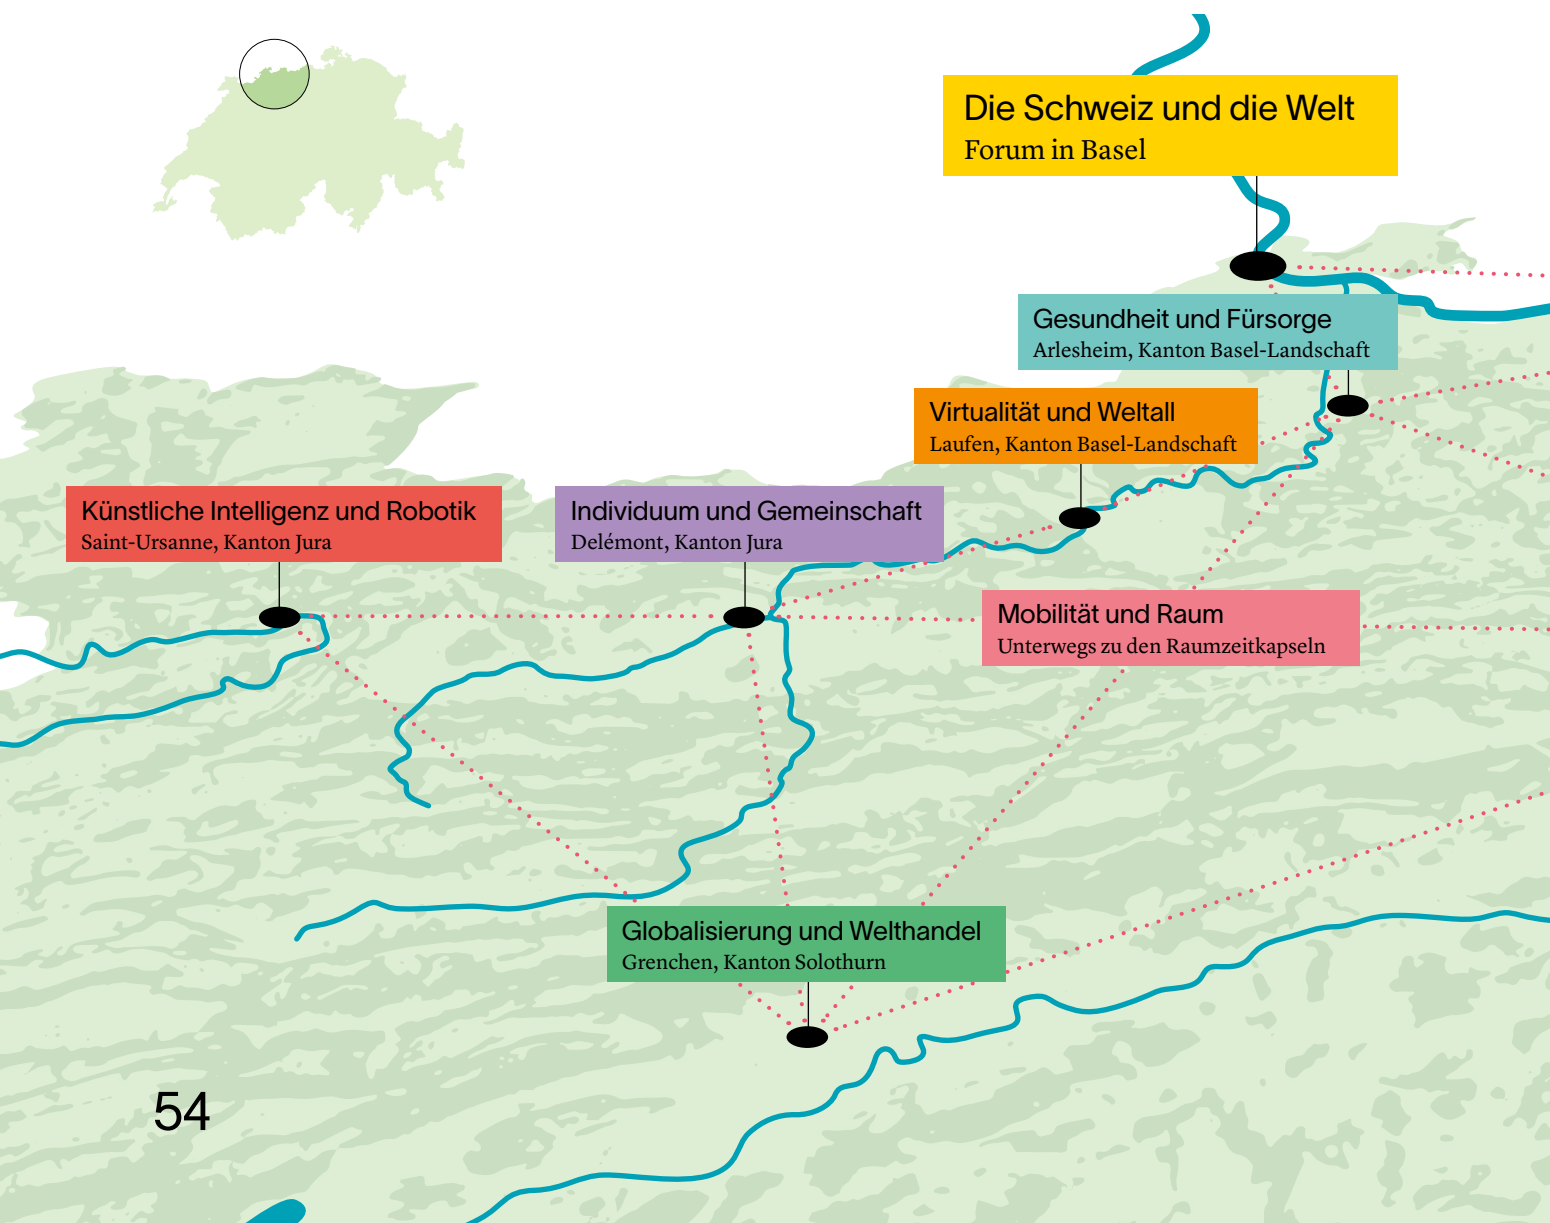 Die Schweiz und die Welt
Forum in Basel
Gesundheit und Fürsorge
Arlesheim, Kanton Basel-Landschaft
Virtualität und Weltall
Laufen, Kanton Basel-Landschaft
Künstliche Intelligenz und Robotik
Saint-Ursanne, Kanton Jura
Individuum und Gemeinschaft
Delémont, Kanton Jura
Mobilität und Raum
Unterwegs zu den Raumzeitkapseln
Globalisierung und Welthandel
Grenchen, Kanton Solothurn
54